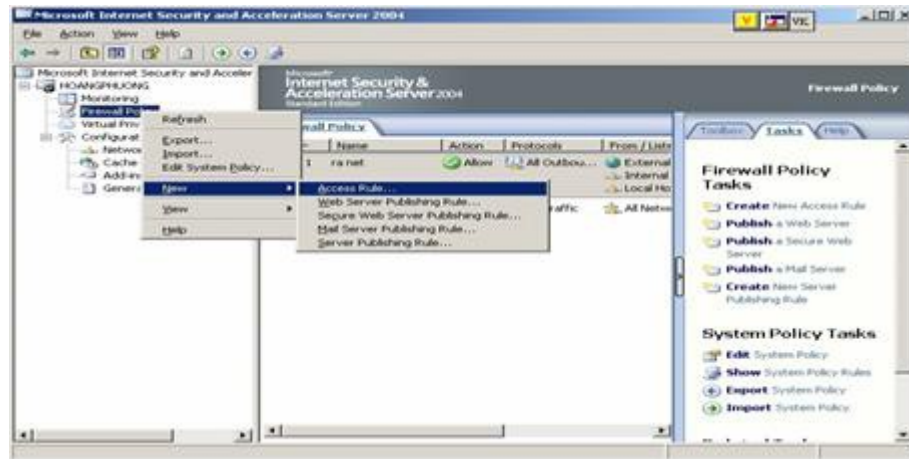 Microsoft Internet Security and Acceleration Server 2004
V VK
File Action View Help
Microsoft Internet Security and Acceler
HOANGPHUONG
Monitoring
Firewall Po
Virtual Priv
Configurat
Networ
Cache
Add-ins
Genera
Refresh
Export...
Import...
Edit System Policy...
New
View
Help
Access Rule...
Web Server Publishing Rule...
Secure Web Server Publishing Rule...
Mail Server Publishing Rule...
Server Publishing Rule...
Microsoft
Internet Security &
Acceleration Server 2004
Standard Edition
Firewall Policy
wall Policy
Name Action Protocols From / Liste
1 ra net Allow All Outbou... External
Internal
Local Ho
raffic All Networ
Toolbox Tasks Help
Firewall Policy
Tasks
Create New Access Rule
Publish a Web Server
Publish a Secure Web
Server
Publish a Mail Server
Create New Server
Publishing Rule
System Policy Tasks
Edit System Policy
Show System Policy Rules
Export System Policy
Import System Policy